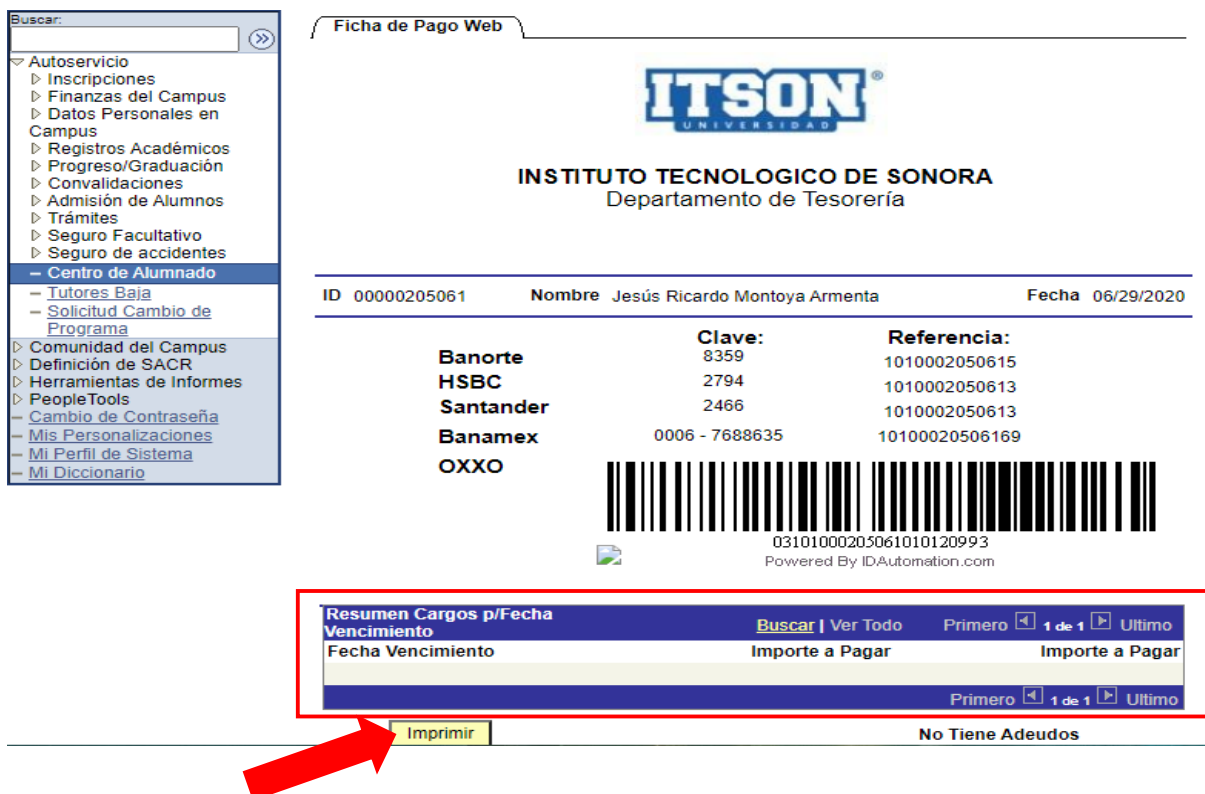 Buscar:
Autoservicio
Inscripciones
Finanzas del Campus
Datos Personales en
Campus
Registros Académicos
Progreso/Graduación
Convalidaciones
Admisión de Alumnos
Trámites
Seguro Facultativo
Seguro de accidentes
Centro de Alumnado
Tutores Baja
Solicitud Cambio de
Programa
Comunidad del Campus
Definición de SACR
Herramientas de Informes
PeopleTools
Cambio de Contraseña
Mis Personalizaciones
Mi Perfil de Sistema
Mi Diccionario
Ficha de Pago Web
ITSON®
UNIVERSIDAD
INSTITUTO TECNOLOGICO DE SONORA
Departamento de Tesorería
ID 00000205061 Nombre Jesús Ricardo Montoya Armenta Fecha 06/29/2020
Clave: Referencia:
Banorte 8359 1010002050615
HSBC 2794 1010002050613
Santander 2466 1010002050613
Banamex 0006 - 7688635 10100020506169
OXXO
03101000205061010120993
Powered By IDAutomation.com
Resumen Cargos p/Fecha
Vencimiento Buscar | Ver Todo Primero 1 de 1 Ultimo
Fecha Vencimiento Importe a Pagar Importe a Pagar
Primero 1 de 1 Ultimo
Imprimir No Tiene Adeudos